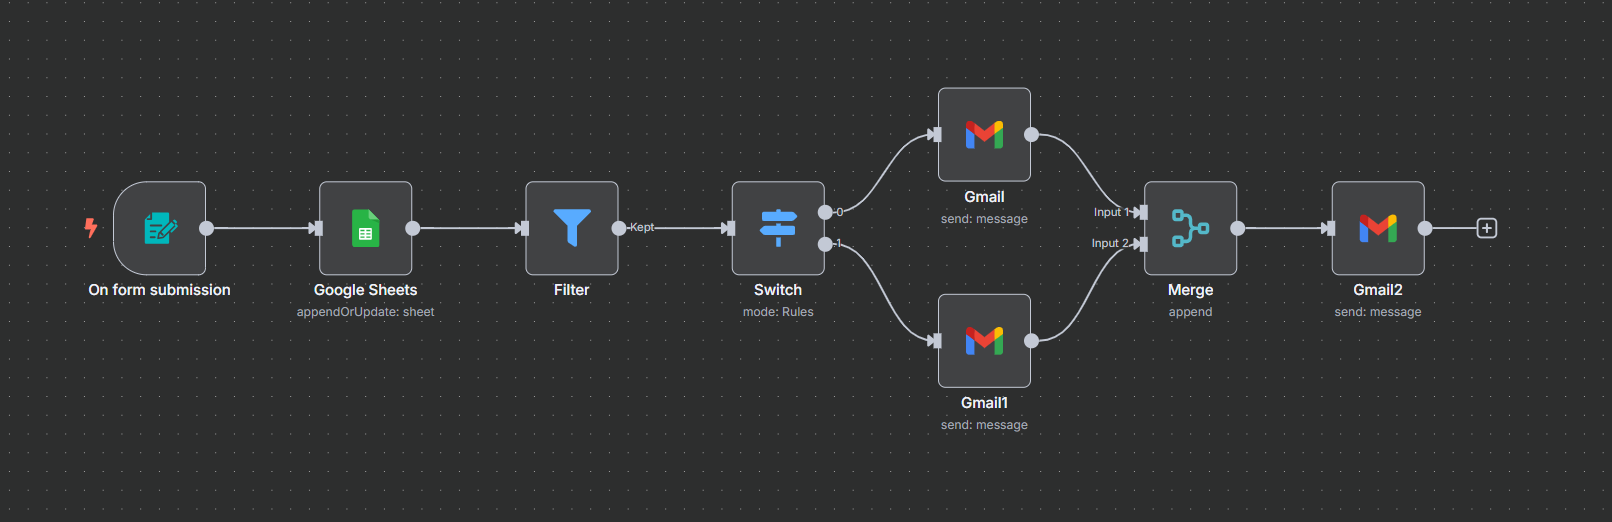 On form submission
Google Sheets
appendOrUpdate: sheet
Filter
Kept
Switch
mode: Rules
0
1
Gmail
send: message
Gmail1
send: message
Input 1
Input 2
Merge
append
Gmail2
send: message